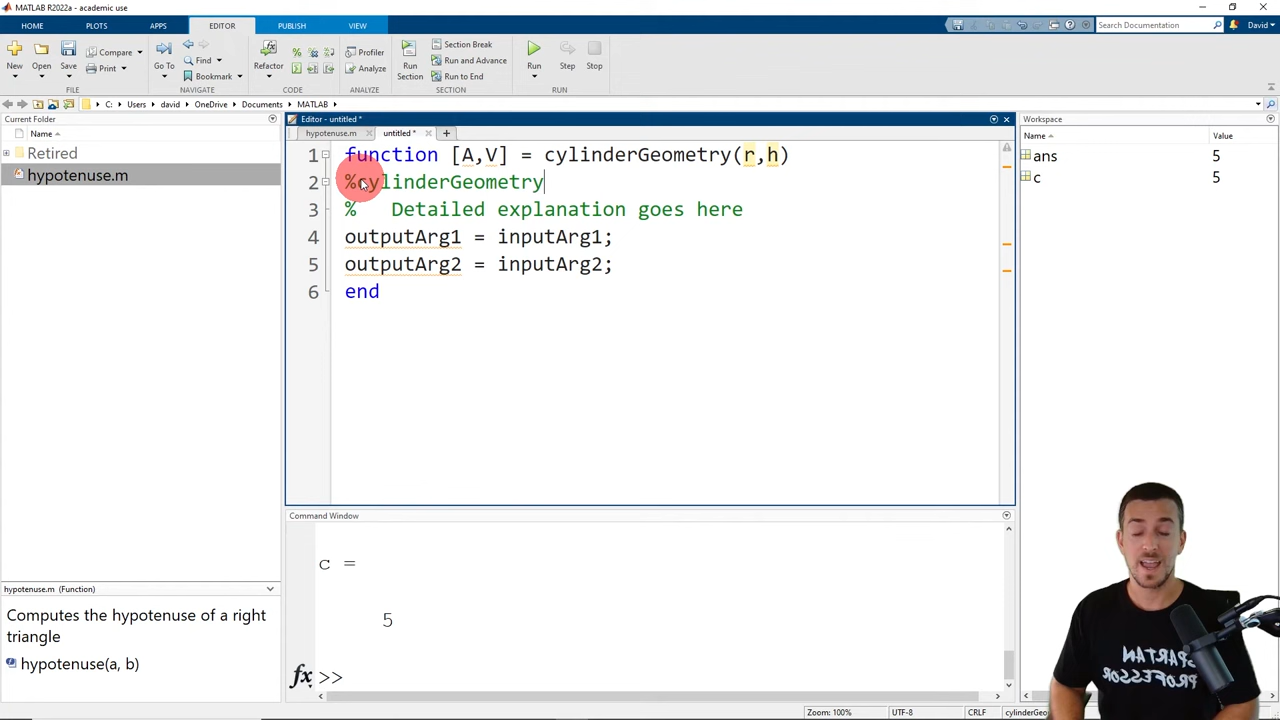 MATLAB R2022a - academic use
HOME PLOTS APPS EDITOR PUBLISH VIEW
Search Documentation David
New Open Save Compare Print
Go To Find Bookmark
Refactor
Profiler Analyze
Run Section
Section Break
Run and Advance
Run to End
Run Step Stop
FILE NAVIGATE CODE ANALYZE SECTION RUN
C: Users david OneDrive Documents MATLAB
Current Folder
Name
Retired
hypotenuse.m
Editor - untitled *
hypotenuse.m untitled * +
1 function [A,V] = cylinderGeometry(r,h)
2 %cylinderGeometry
3 % Detailed explanation goes here
4 outputArg1 = inputArg1;
5 outputArg2 = inputArg2;
6 end
Workspace
Name Value
ans 5
c 5
Command Window
c =
5
fx >>
hypotenuse.m (Function)
Computes the hypotenuse of a right
triangle
hypotenuse(a, b)
SPARTAN
PROFESSOR
Zoom: 100% UTF-8 CRLF cylinderGeo